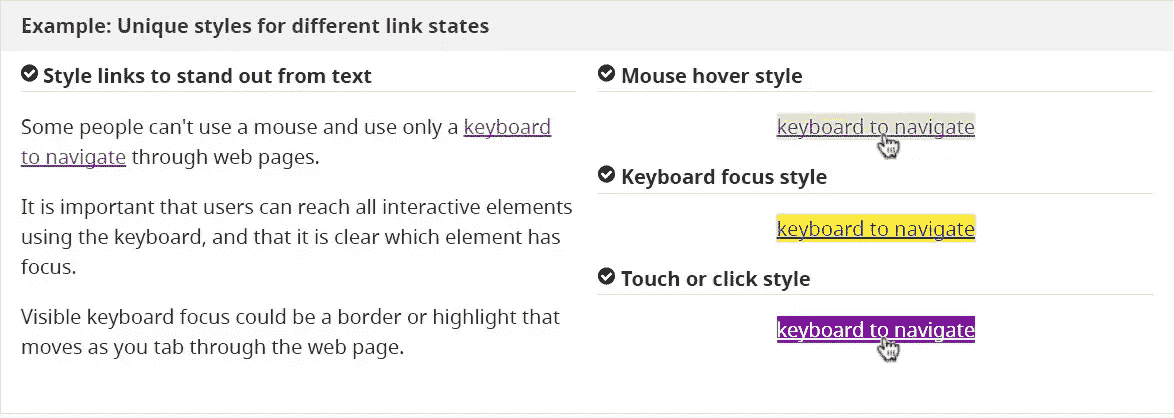 Example: Unique styles for different link states
Style links to stand out from text
Some people can't use a mouse and use only a keyboard
to navigate through web pages.
It is important that users can reach all interactive elements
using the keyboard, and that it is clear which element has
focus.
Visible keyboard focus could be a border or highlight that
moves as you tab through the web page.
Mouse hover style
keyboard to navigate
Keyboard focus style
keyboard to navigate
Touch or click style
keyboard to navigate